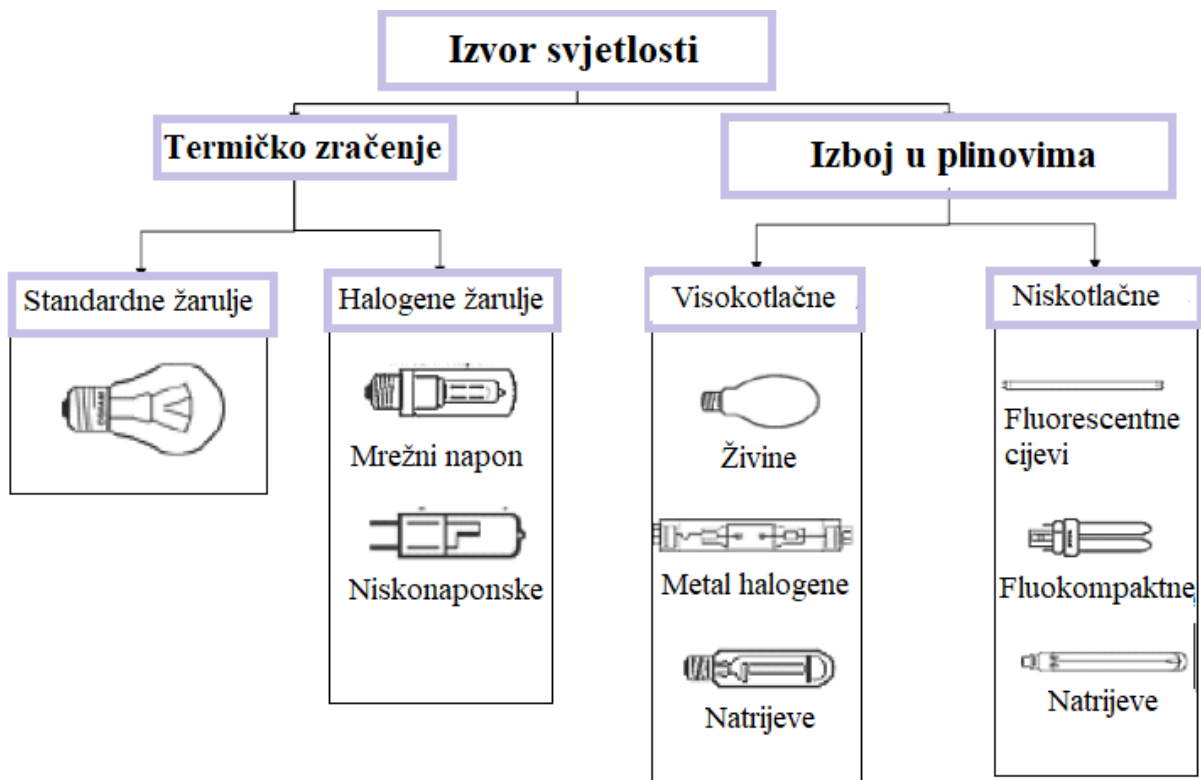 Izvor svjetlosti
Termičko zračenje
Izboj u plinovima
Standardne žarulje
Halogene žarulje
Visokotlačne
Niskotlačne
Mrežni napon
Niskonaponske
Živine
Metal halogene
Natrijeve
Fluorescentne
cijevi
Fluokompaktne
Natrijeve